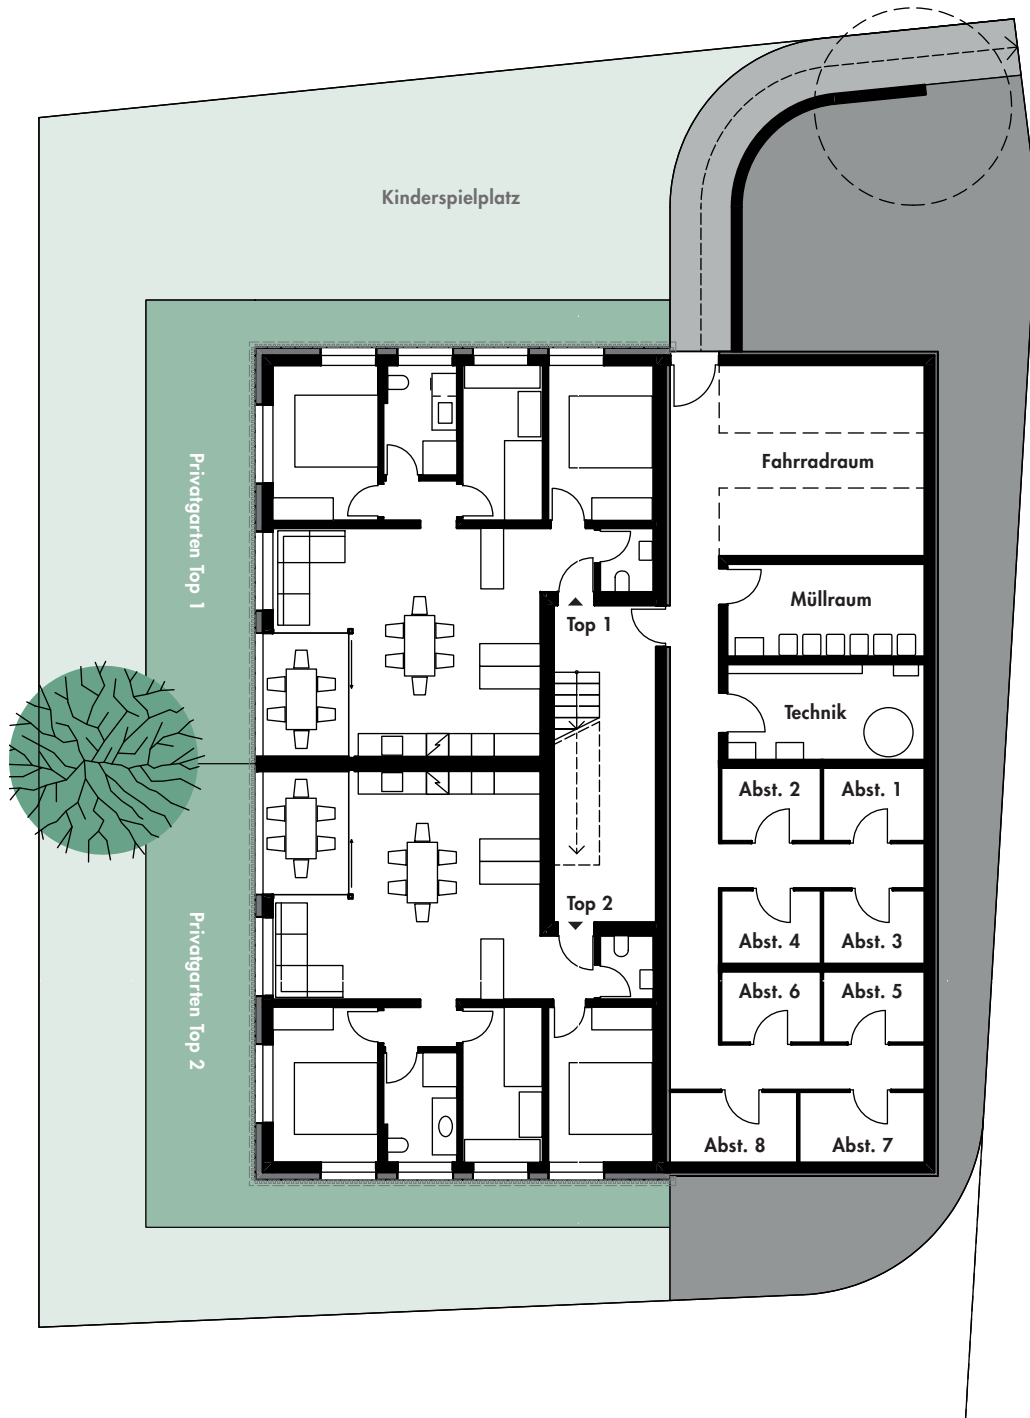 Kinderspielplatz
Privatgarten Top 1
Fahrradraum
Müllraum
Top 1
Technik
Abst. 2
Abst. 1
Top 2
Abst. 4
Abst. 3
Privatgarten Top 2
Abst. 6
Abst. 5
Abst. 8
Abst. 7